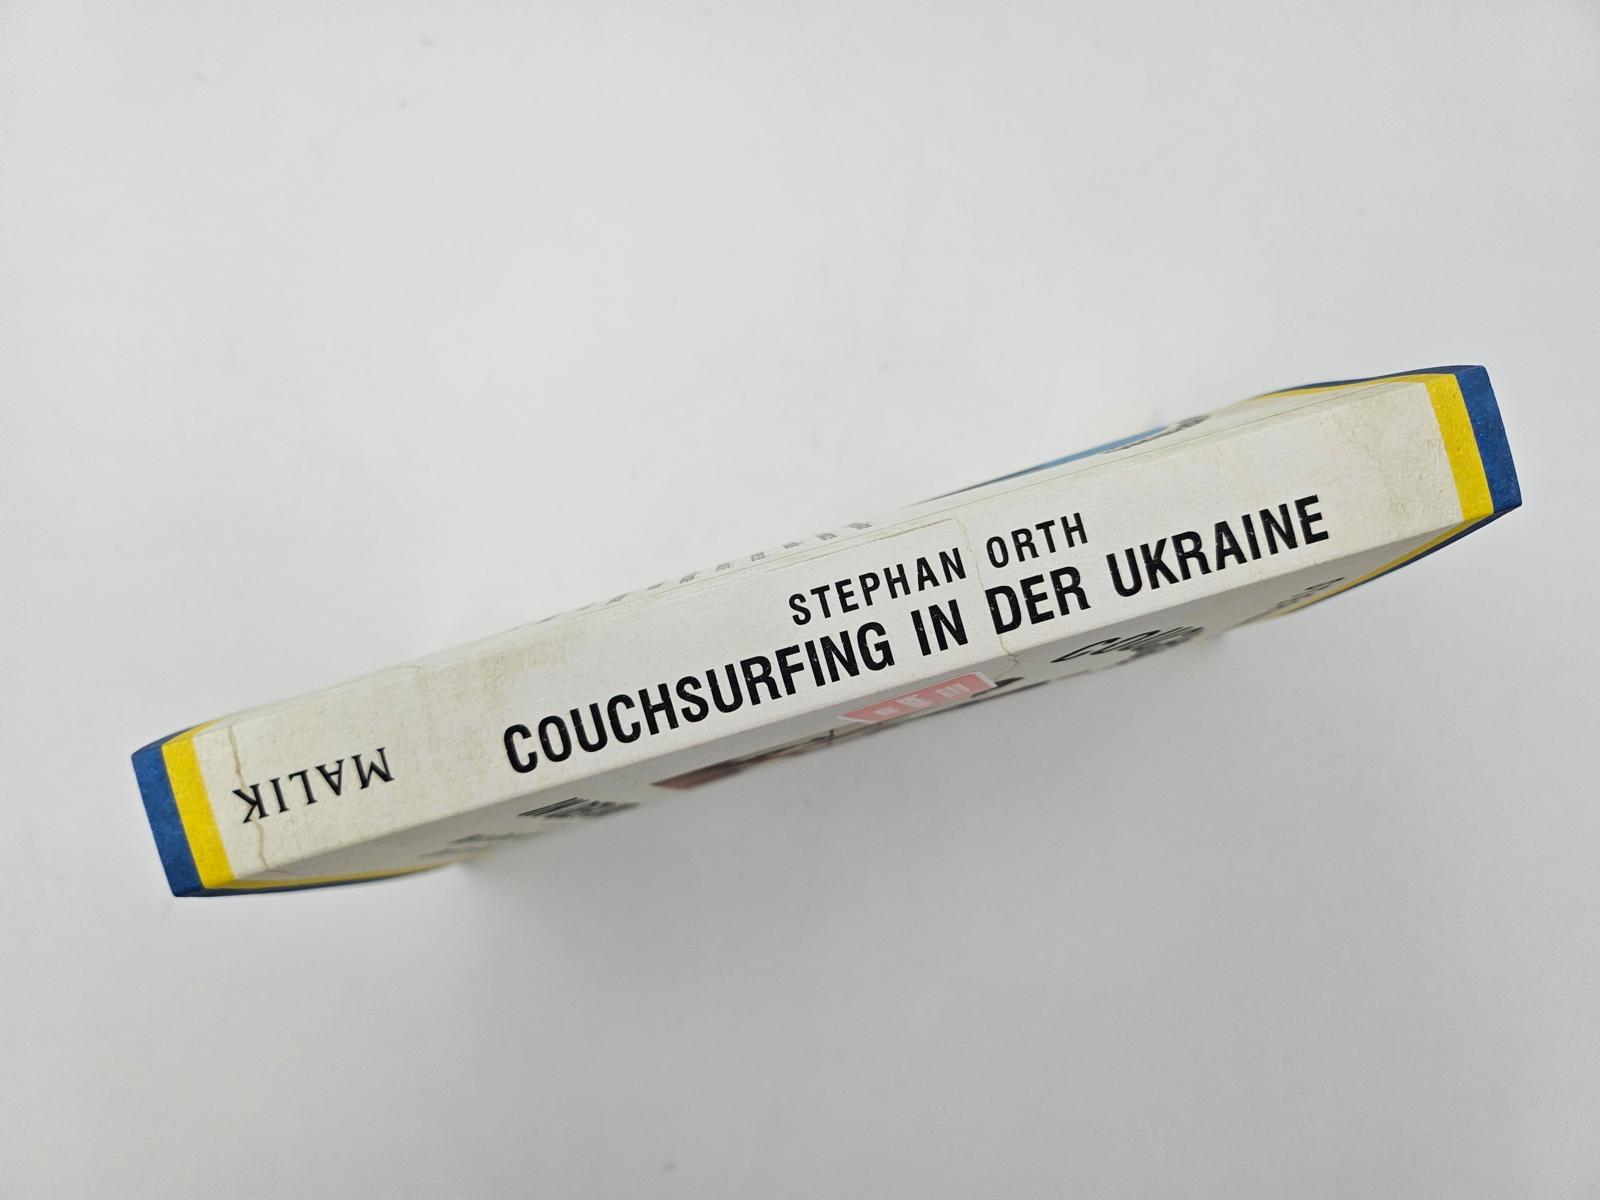 STEPHAN ORTH
COUCHSURFING IN DER UKRAINE
MALIK